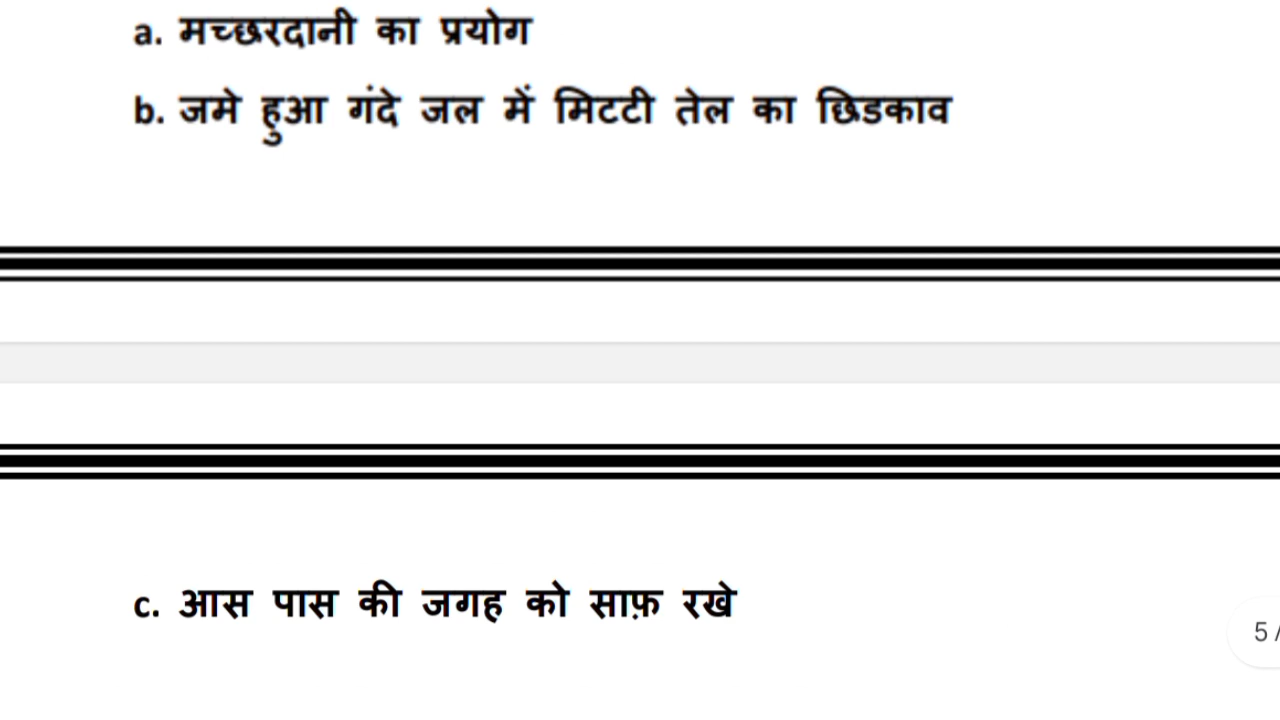 a. मच्छरदानी का प्रयोग
b. जमे हुआ गंदे जल में मिटटी तेल का छिडकाव
c. आस पास की जगह को साफ़ रखे
5 /